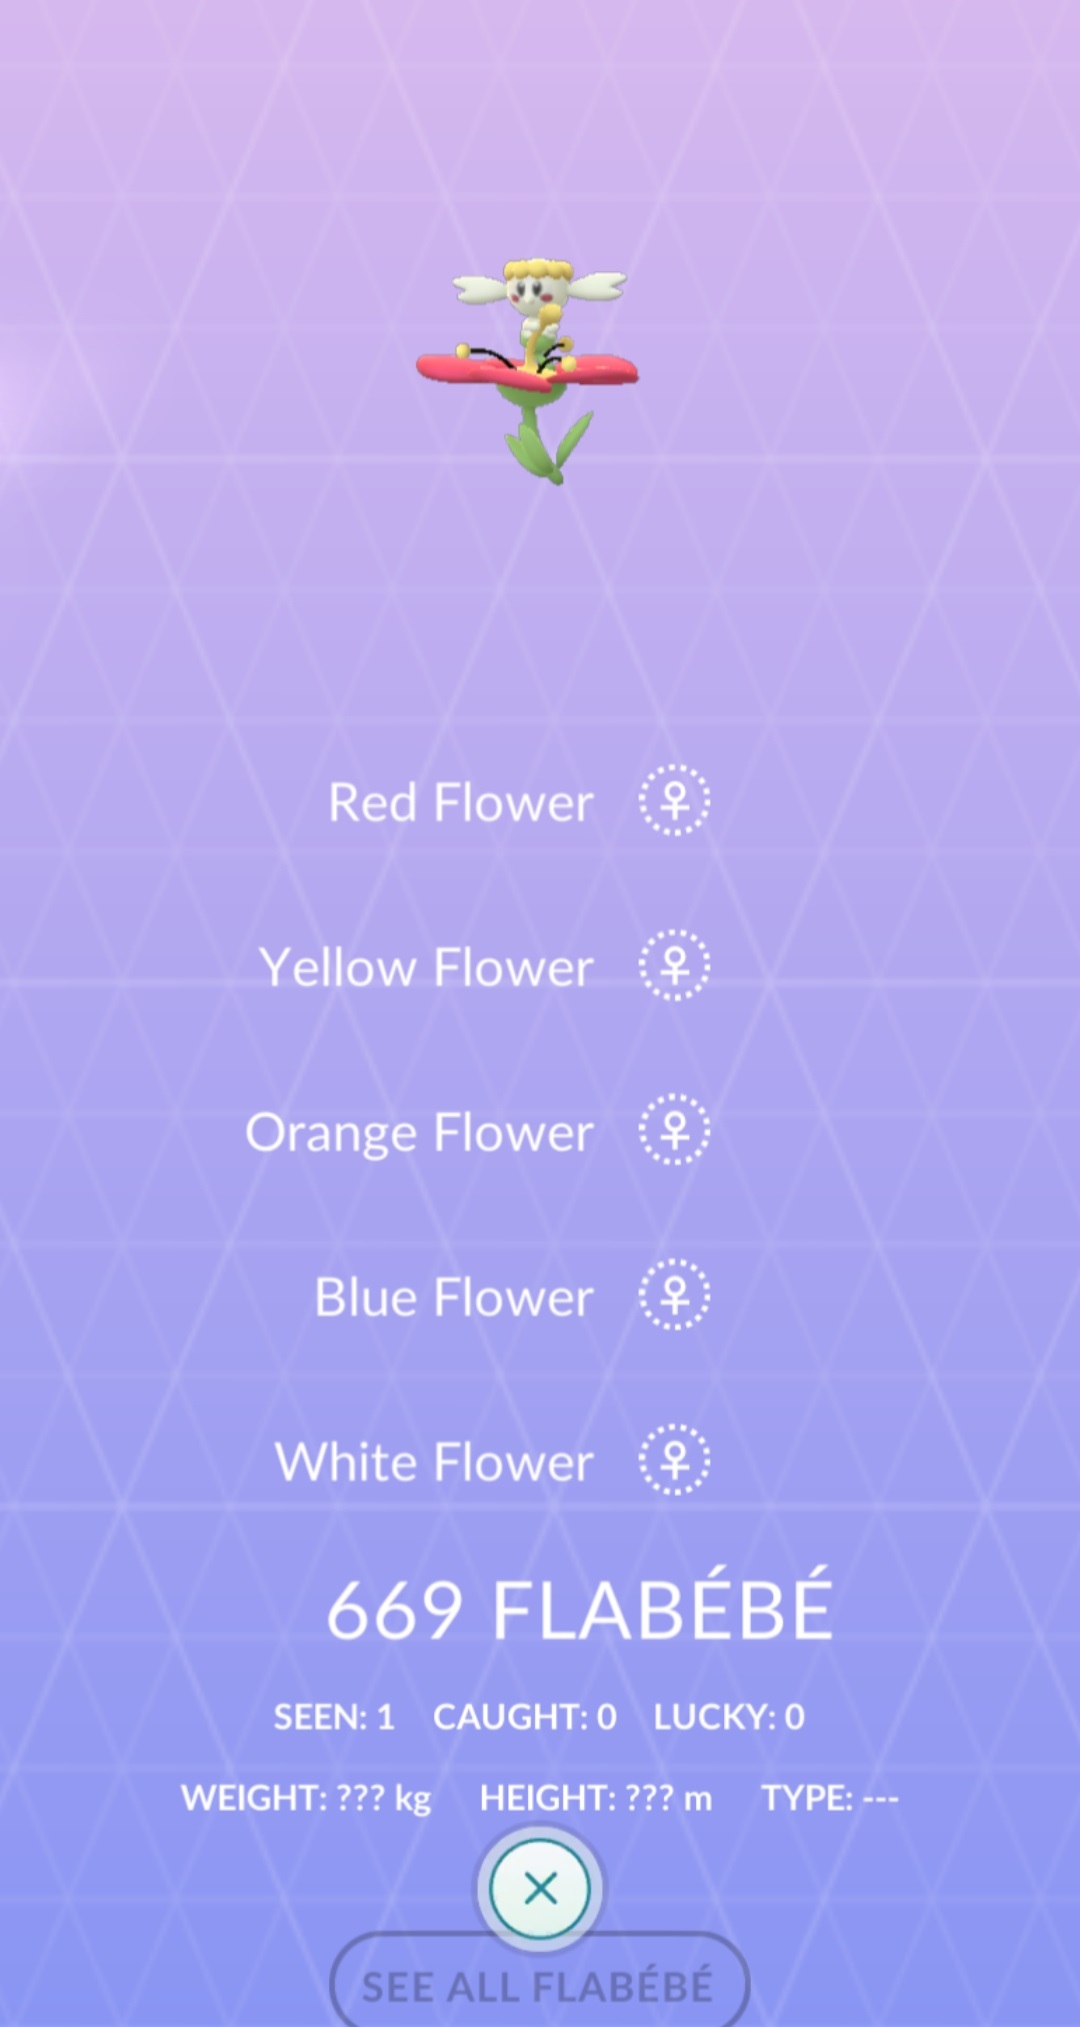 Red Flower
Yellow Flower
Orange Flower
Blue Flower
White Flower
669 FLABÉBÉ
SEEN: 1 CAUGHT: 0 LUCKY: 0
WEIGHT: ??? kg HEIGHT: ??? m TYPE: ---
SEE ALL FLABÉBÉ